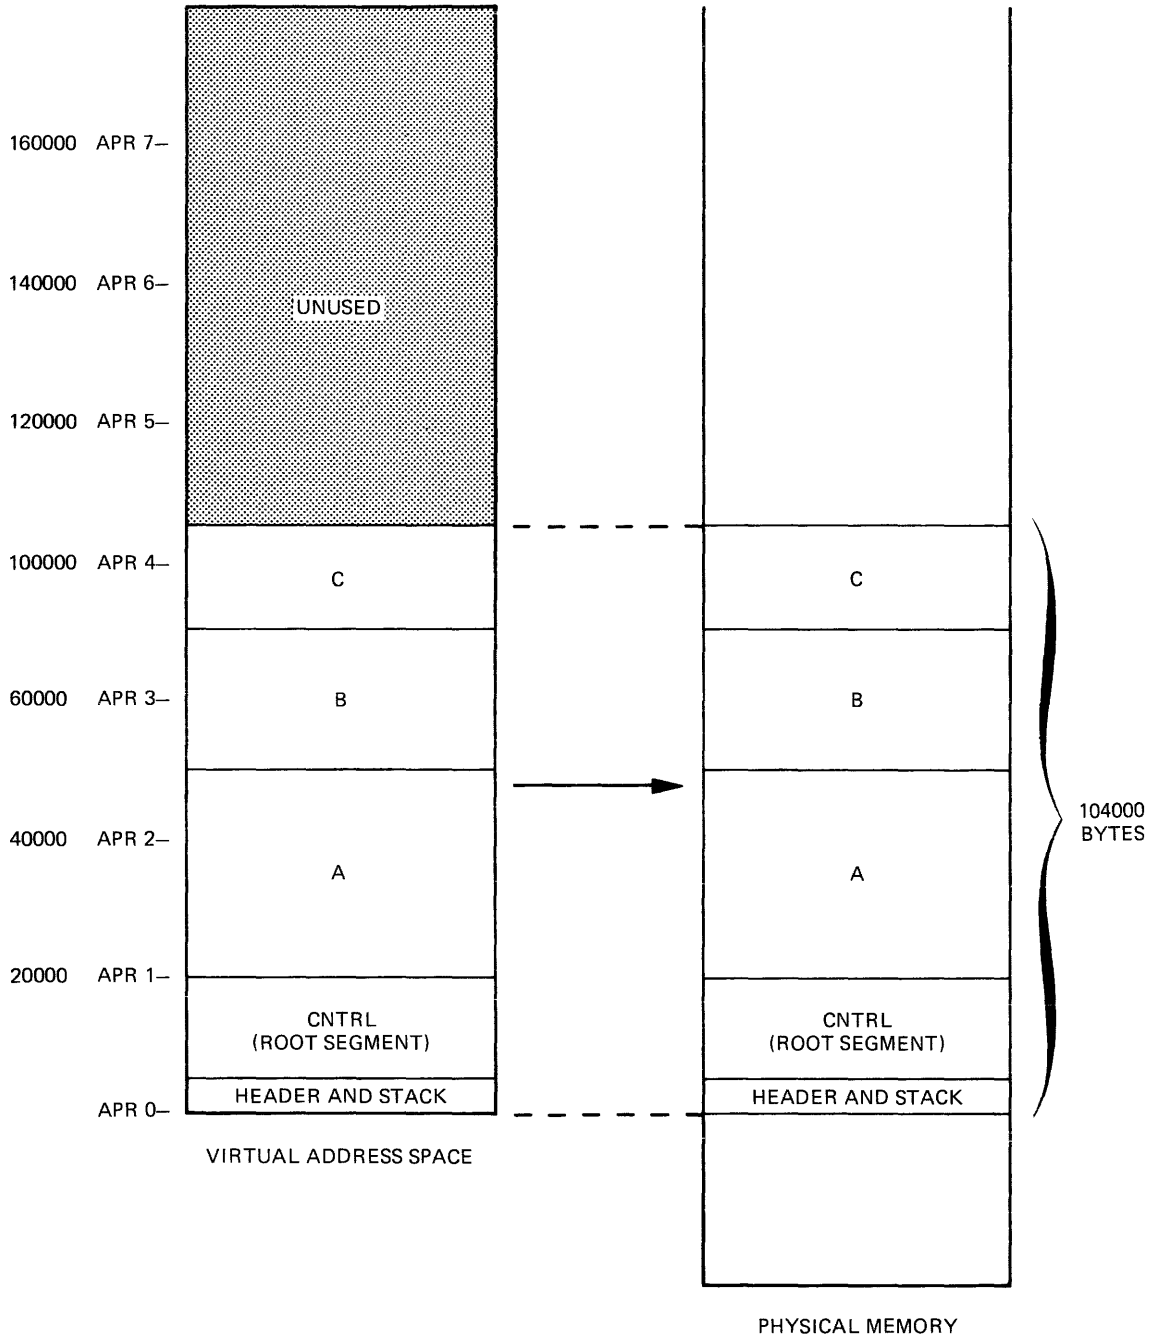 160000 APR 7–
140000 APR 6–
UNUSED
120000 APR 5–
100000 APR 4–
C
C
60000 APR 3–
B
B
104000
BYTES
40000 APR 2–
A
A
20000 APR 1–
CNTRL
(ROOT SEGMENT)
CNTRL
(ROOT SEGMENT)
HEADER AND STACK
HEADER AND STACK
APR 0–
VIRTUAL ADDRESS SPACE
PHYSICAL MEMORY